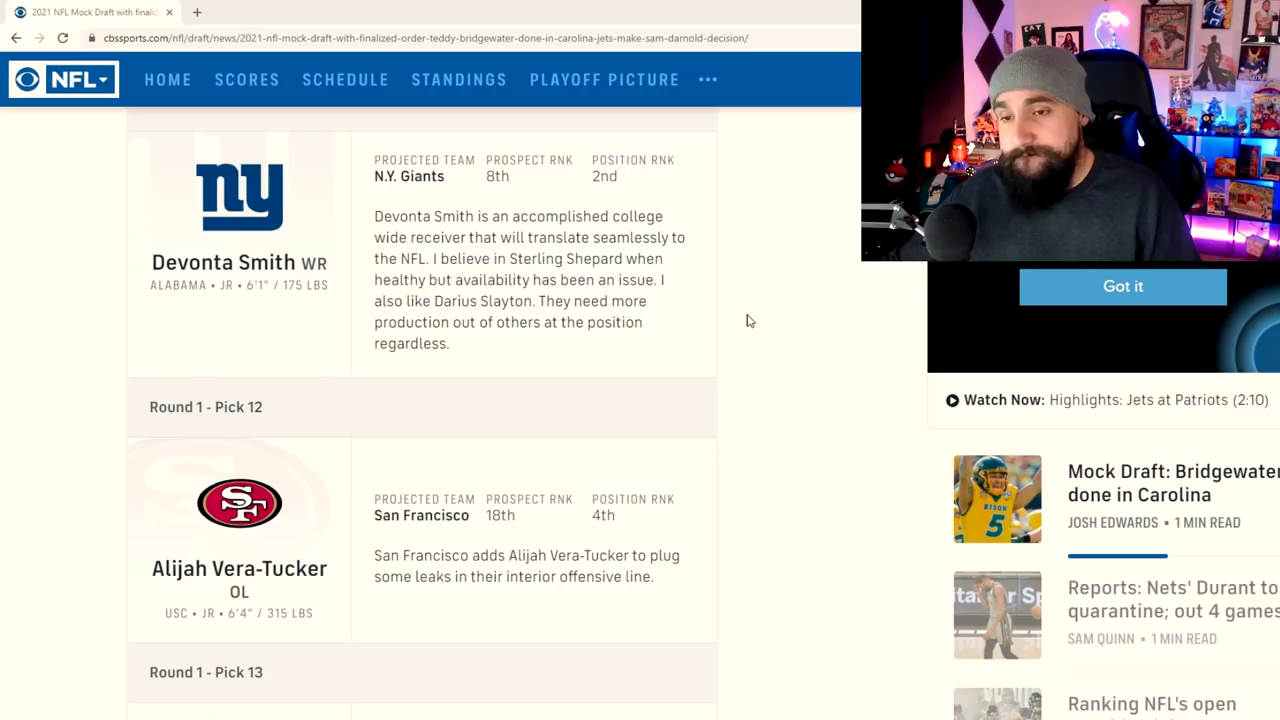 2021 NFL Mock Draft with finaliz
cbssports.com/nfl/draft/news/2021-nfl-mock-draft-with-finalized-order-teddy-bridgewater-done-in-carolina-jets-make-sam-darnold-decision/
NFL
HOME
SCORES
SCHEDULE
STANDINGS
PLAYOFF PICTURE
ny
Devonta Smith WR
ALABAMA • JR • 6'1" / 175 LBS
PROJECTED TEAM PROSPECT RNK POSITION RNK
N.Y. Giants 8th 2nd
Devonta Smith is an accomplished college
wide receiver that will translate seamlessly to
the NFL. I believe in Sterling Shepard when
healthy but availability has been an issue. I
also like Darius Slayton. They need more
production out of others at the position
regardless.
Round 1 - Pick 12
SF
Alijah Vera-Tucker
OL
USC • JR • 6'4" / 315 LBS
PROJECTED TEAM PROSPECT RNK POSITION RNK
San Francisco 18th 4th
San Francisco adds Alijah Vera-Tucker to plug
some leaks in their interior offensive line.
Round 1 - Pick 13
EAT
Got it
Watch Now: Highlights: Jets at Patriots (2:10)
BISON
5
Mock Draft: Bridgewater
done in Carolina
JOSH EDWARDS • 1 MIN READ
Reports: Nets' Durant to
quarantine; out 4 games
SAM QUINN • 1 MIN READ
Ranking NFL's open